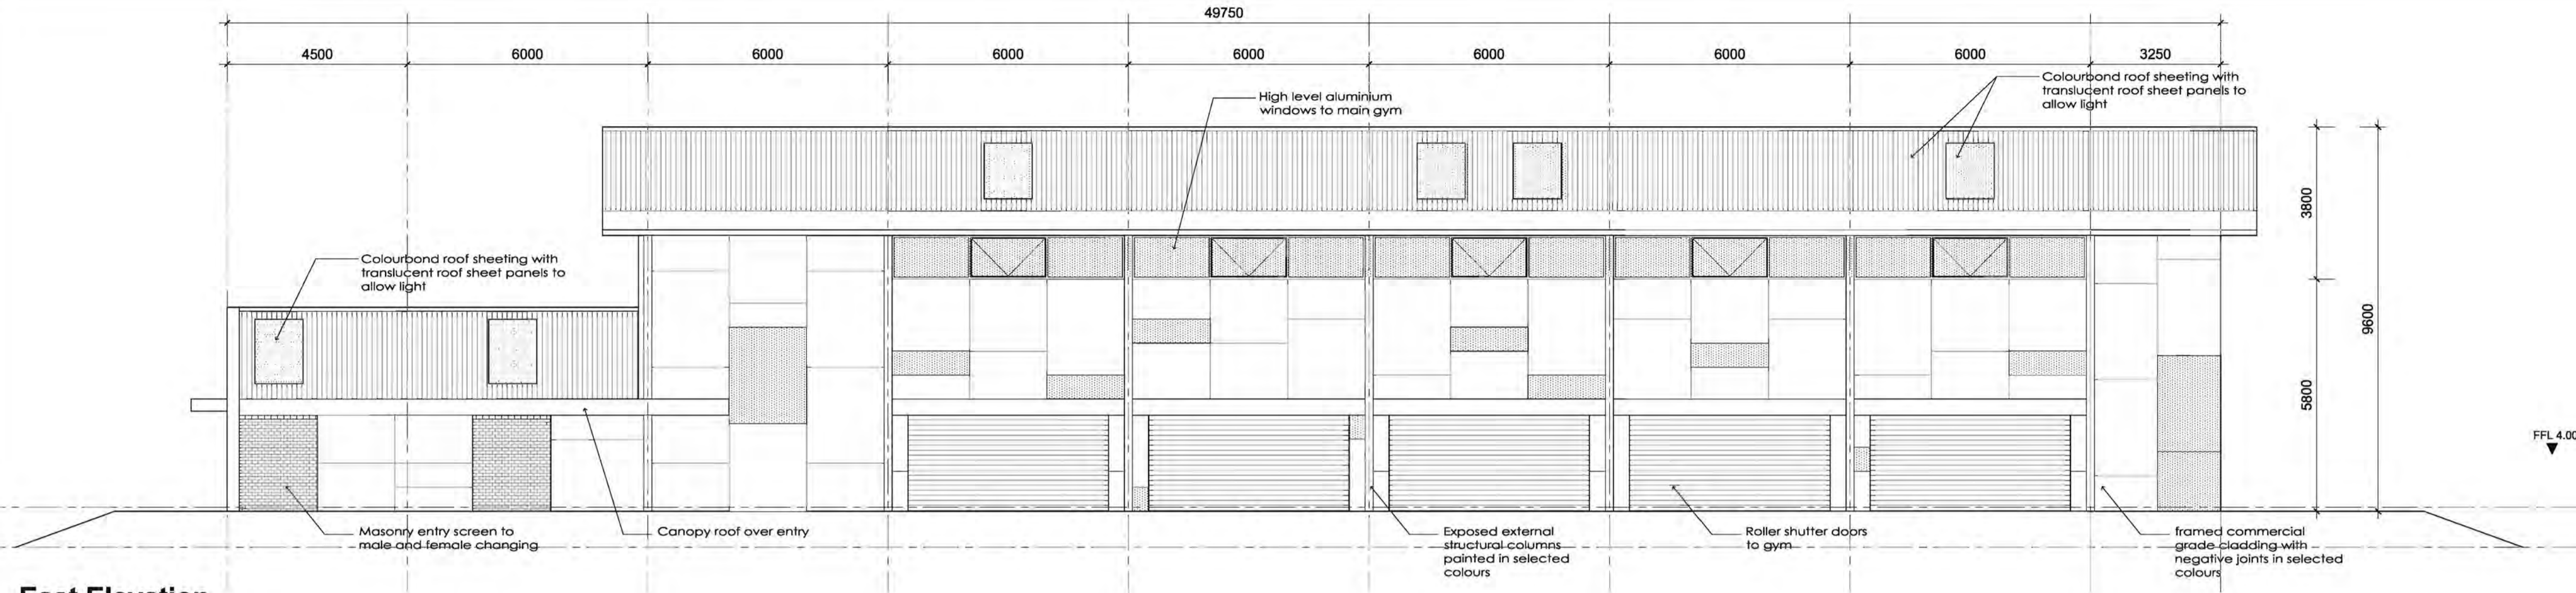 49750
4500
6000
6000
6000
6000
6000
6000
6000
3250
Colourbond roof sheeting with
translucent roof sheet panels to
allow light
High level aluminium
windows to main gym
3800
Colourbond roof sheeting with
translucent roof sheet panels to
allow light
9600
5800
FFL 4.00
Masonry entry screen to
male and female changing
Canopy roof over entry
Exposed external
structural columns
painted in selected
colours
Roller shutter doors
to gym
framed commercial
grade cladding with
negative joints in selected
colours
East Elevation